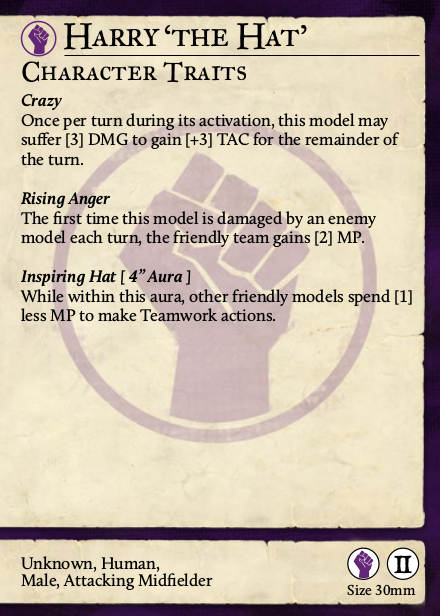 Harry ‘the Hat’
Character Traits
Crazy
Once per turn during its activation, this model may
suffer [3] DMG to gain [+3] TAC for the remainder of
the turn.
Rising Anger
The first time this model is damaged by an enemy
model each turn, the friendly team gains [2] MP.
Inspiring Hat [ 4” Aura ]
While within this aura, other friendly models spend [1]
less MP to make Teamwork actions.
Unknown, Human,
Male, Attacking Midfielder
II
Size 30mm